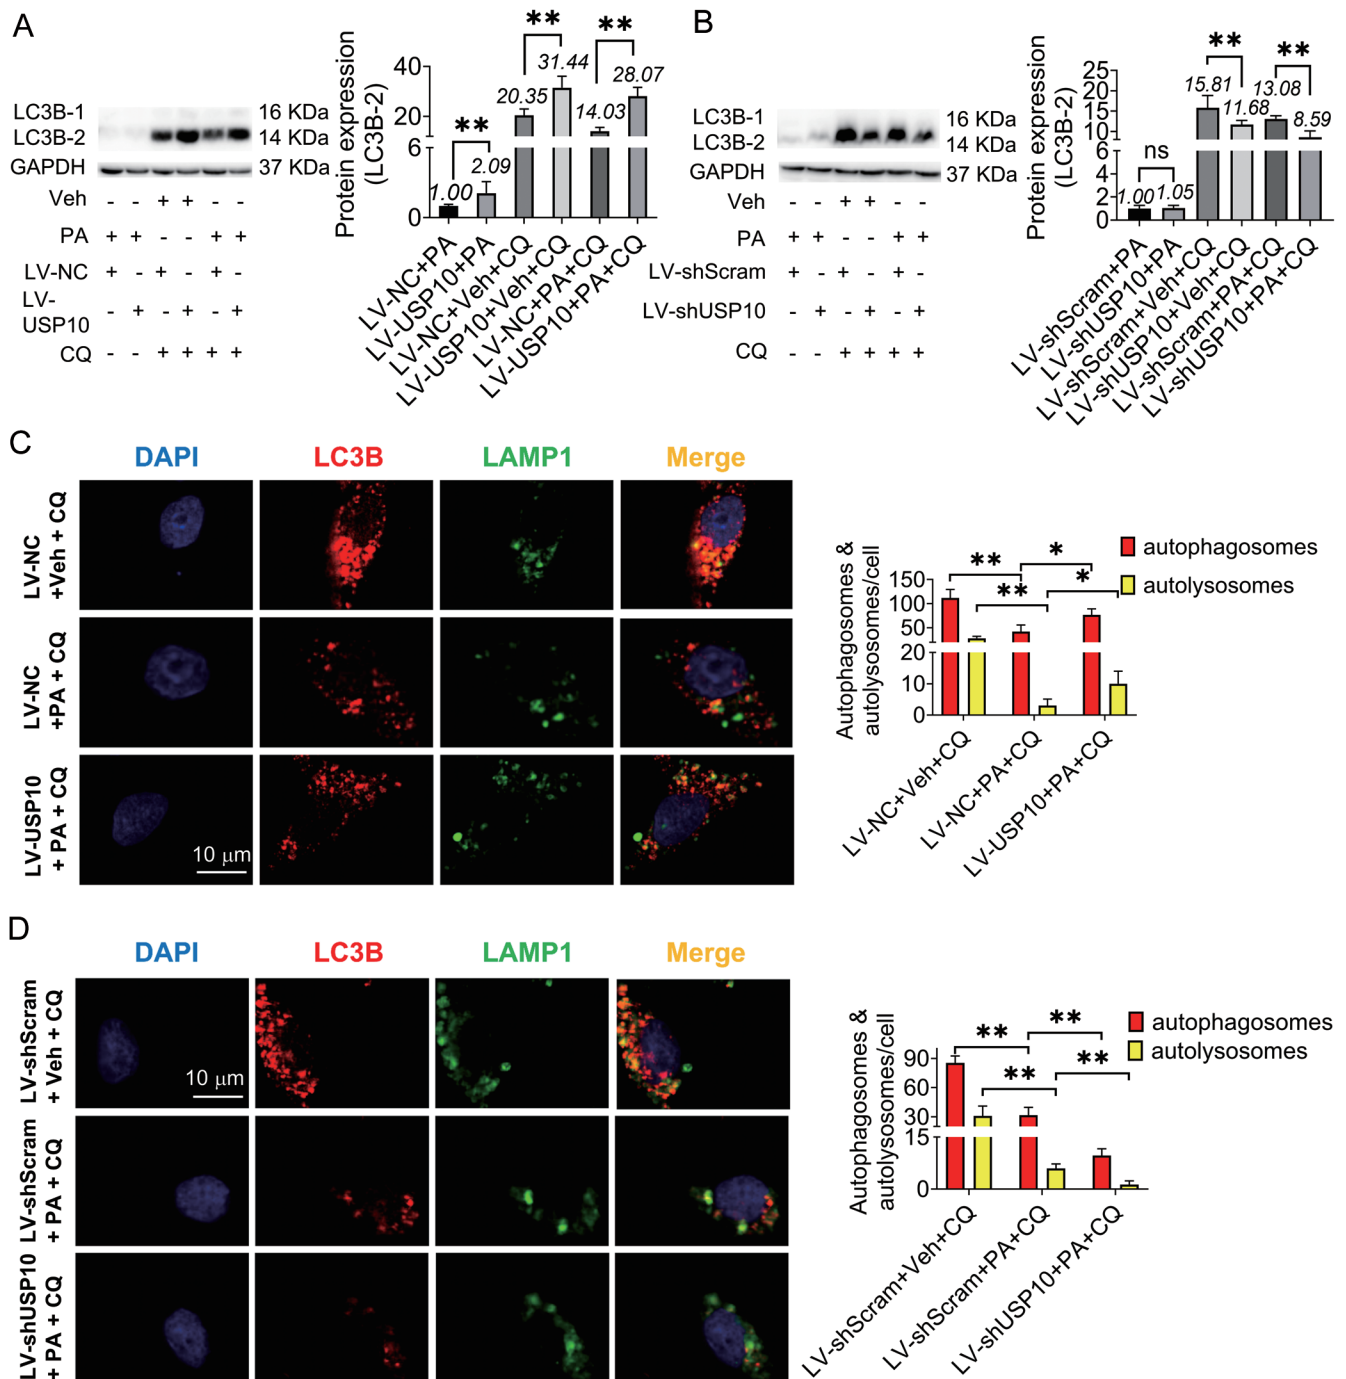 A
LC3B-1
LC3B-2
GAPDH
16 KDa
14 KDa
37 KDa
Veh - - + + - -
PA + + - - + +
LV-NC + - + - + -
LV-
USP10 - + - + - +
CQ - - + + + +
Protein expression
(LC3B-2)
40
20
6
0
1.00
2.09
20.35
31.44
14.03
28.07
**
**
**
LV-NC+PA
LV-USP10+PA
LV-NC+Veh+CQ
LV-USP10+Veh+CQ
LV-NC+PA+CQ
LV-USP10+PA+CQ
B
LC3B-1
LC3B-2
GAPDH
16 KDa
14 KDa
37 KDa
Veh - - + + - -
PA + + - - + +
LV-shScram + - + - + -
LV-shUSP10 - + - + - +
CQ - - + + + +
Protein expression
(LC3B-2)
25
20
15
10
6
4
2
0
1.00
1.05
15.81
11.68
13.08
8.59
ns
**
**
LV-shScram+PA
LV-shUSP10+PA
LV-shScram+Veh+CQ
LV-shUSP10+Veh+CQ
LV-shScram+PA+CQ
LV-shUSP10+PA+CQ
C
DAPI LC3B LAMP1 Merge
LV-NC
+Veh + CQ
LV-NC
+PA + CQ
LV-USP10
+ PA + CQ
10 μm
Autophagosomes &
autolysosomes/cell
150
100
50
20
10
0
**
**
*
*
autophagosomes
autolysosomes
LV-NC+Veh+CQ
LV-NC+PA+CQ
LV-USP10+PA+CQ
D
DAPI LC3B LAMP1 Merge
LV-shScram
+ Veh + CQ
10 μm
LV-shScram
+ PA + CQ
LV-shUSP10
+ PA + CQ
Autophagosomes &
autolysosomes/cell
90
60
30
15
0
**
**
**
**
autophagosomes
autolysosomes
LV-shScram+Veh+CQ
LV-shScram+PA+CQ
LV-shUSP10+PA+CQ